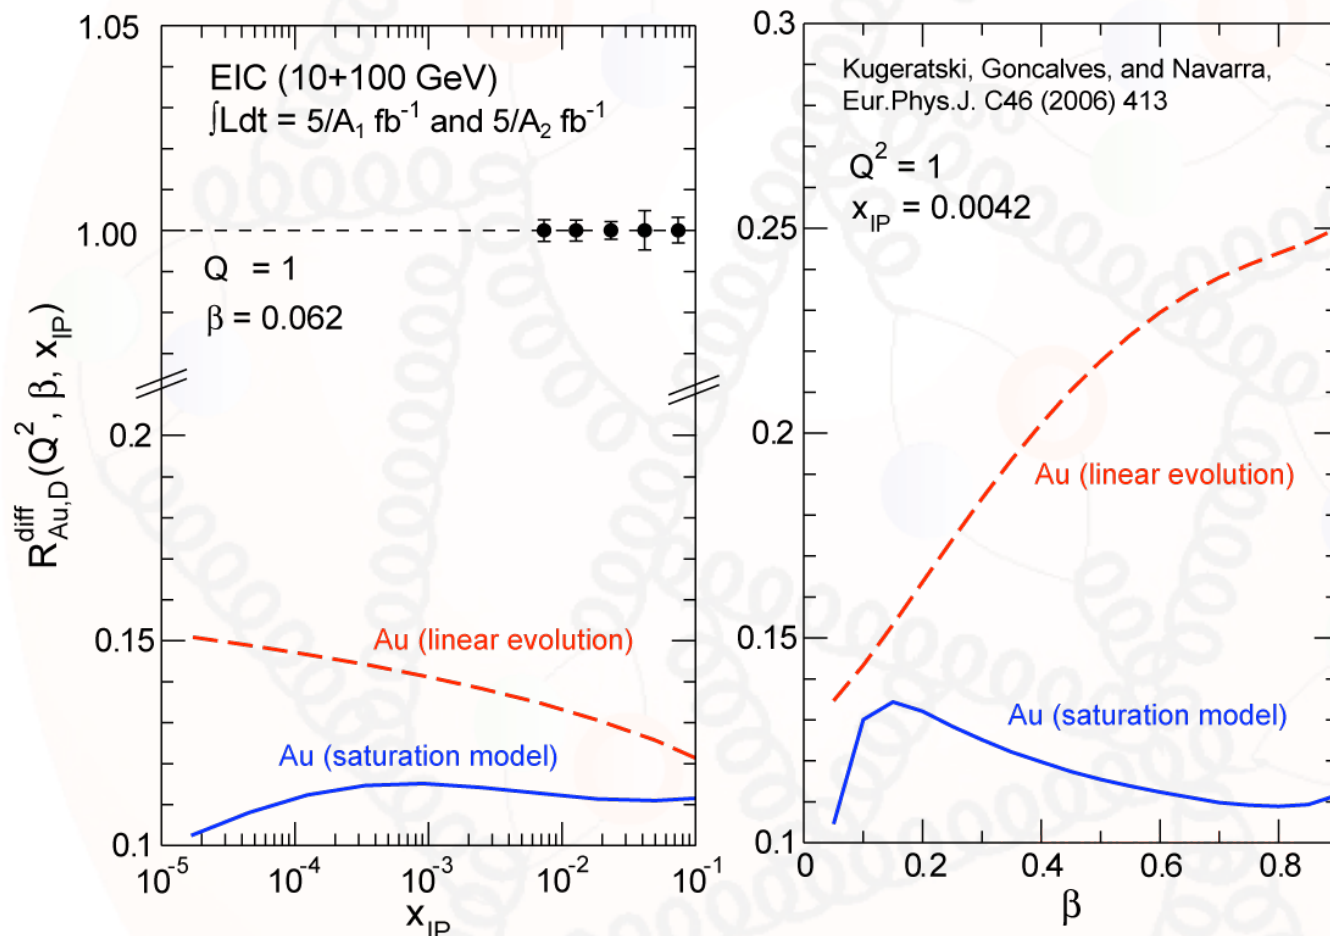 1.05
EIC (10+100 GeV)
∫Ldt = 5/A₁ fb⁻¹ and 5/A₂ fb⁻¹
1.00
Q = 1
β = 0.062
0.2
0.15
0.1
Au (linear evolution)
Au (saturation model)
10⁻⁵
10⁻⁴
10⁻³
10⁻²
10⁻¹
x_IP
R^diff_Au,D(Q², β, x_IP)
0.3
Kugeratski, Goncalves, and Navarra,
Eur.Phys.J. C46 (2006) 413
Q² = 1
x_IP = 0.0042
0.25
0.2
Au (linear evolution)
0.15
Au (saturation model)
0.1
0
0.2
0.4
0.6
0.8
β